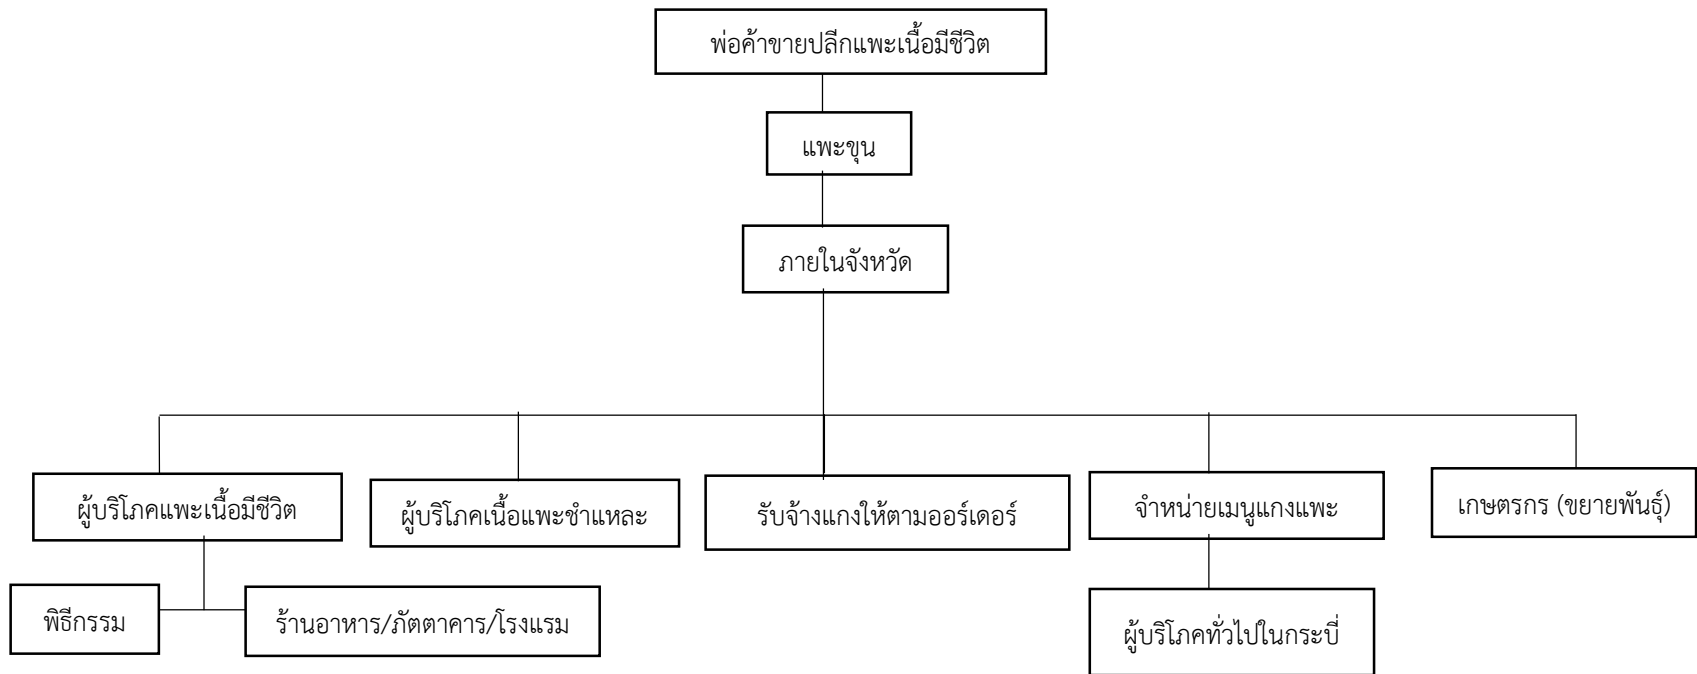 พ่อค้าขายปลีกแพะเนื้อมีชีวิต
แพะขุน
ภายในจังหวัด
ผู้บริโภคแพะเนื้อมีชีวิต
ผู้บริโภคเนื้อแพะชำแหละ
รับจ้างแกงให้ตามออร์เดอร์
จำหน่ายเมนูแกงแพะ
เกษตรกร (ขยายพันธุ์)
พิธีกรรม
ร้านอาหาร/ภัตตาคาร/โรงแรม
ผู้บริโภคทั่วไปในกระบี่